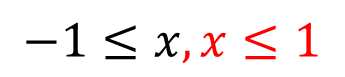 −1 ≤ x, x ≤ 1